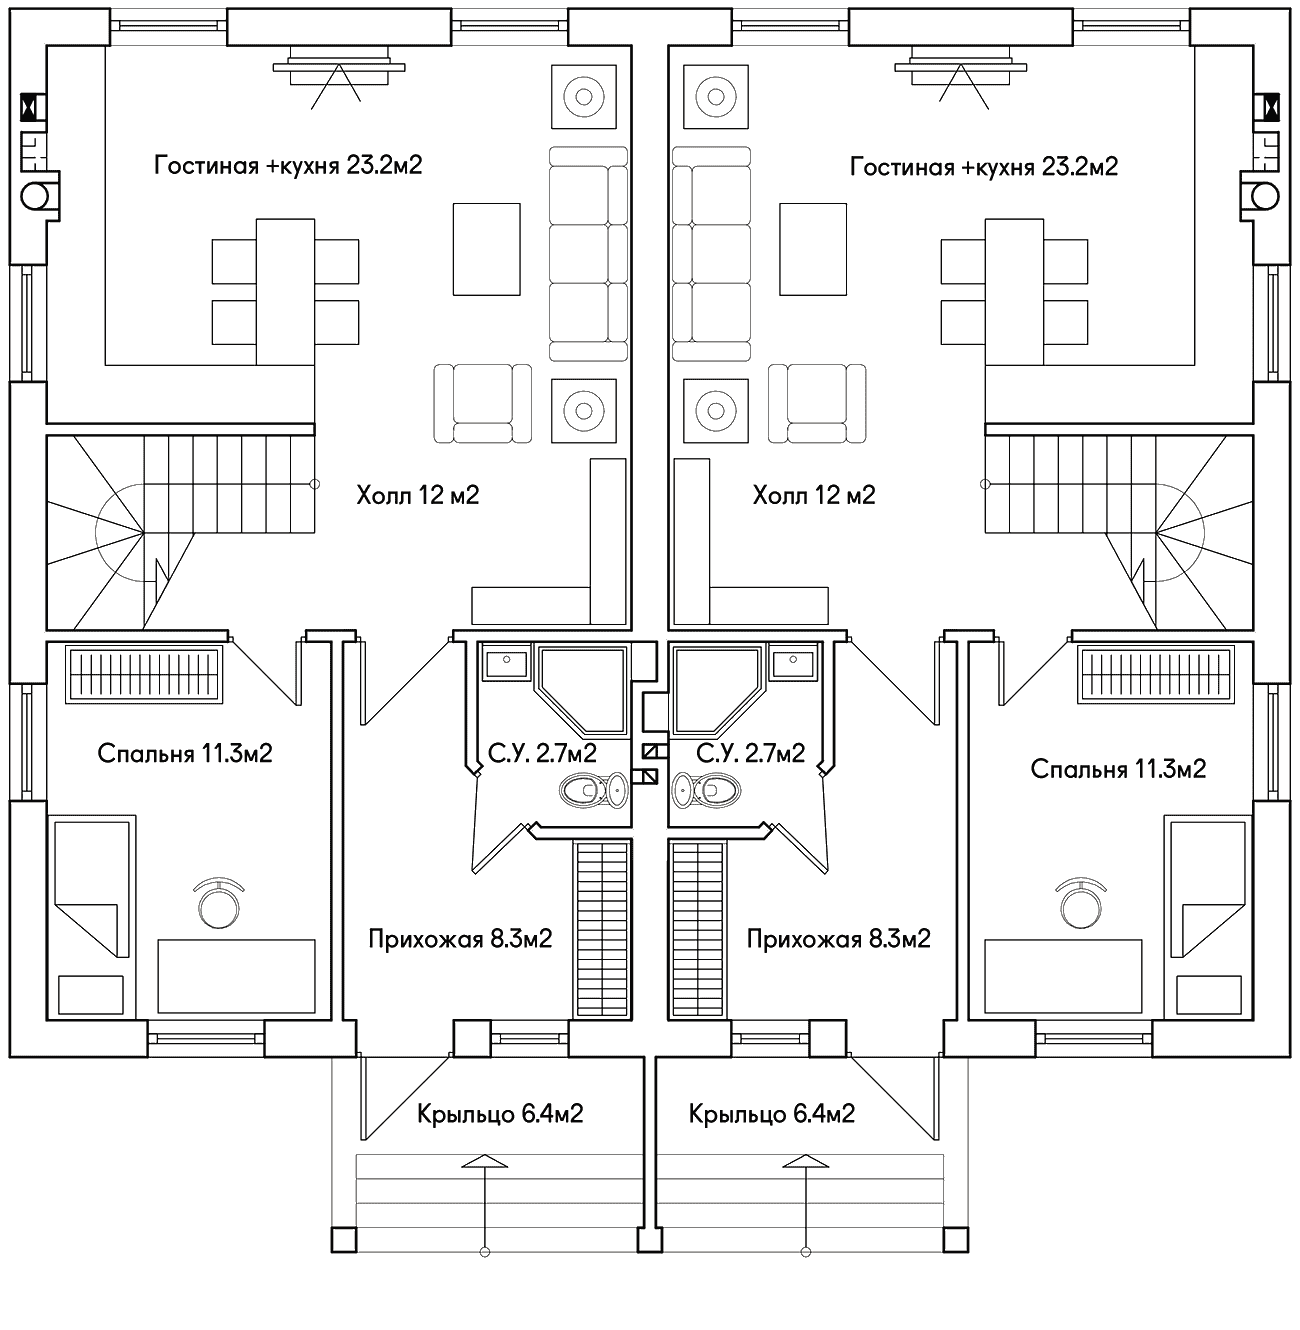 Гостиная +кухня 23.2м2
Гостиная +кухня 23.2м2
Холл 12 м2
Холл 12 м2
Спальня 11.3м2
С.У. 2.7м2
С.У. 2.7м2
Спальня 11.3м2
Прихожая 8.3м2
Прихожая 8.3м2
Крыльцо 6.4м2
Крыльцо 6.4м2